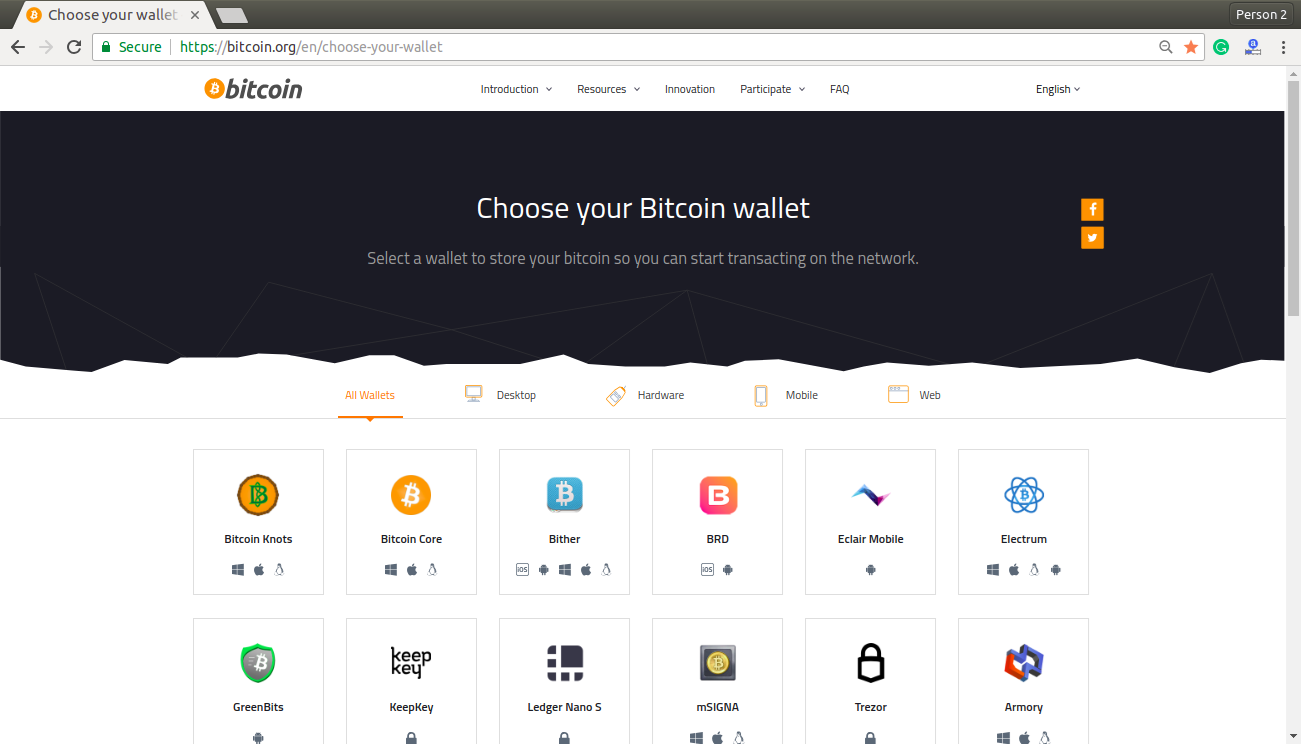 Choose your wallet
Person 2
Secure https://bitcoin.org/en/choose-your-wallet
bitcoin
Introduction Resources Innovation Participate FAQ English
Choose your Bitcoin wallet
Select a wallet to store your bitcoin so you can start transacting on the network.
All Wallets Desktop Hardware Mobile Web
Bitcoin Knots Bitcoin Core Bither BRD Eclair Mobile Electrum
iOS iOS
keep
key
GreenBits KeepKey Ledger Nano S mSIGNA Trezor Armory